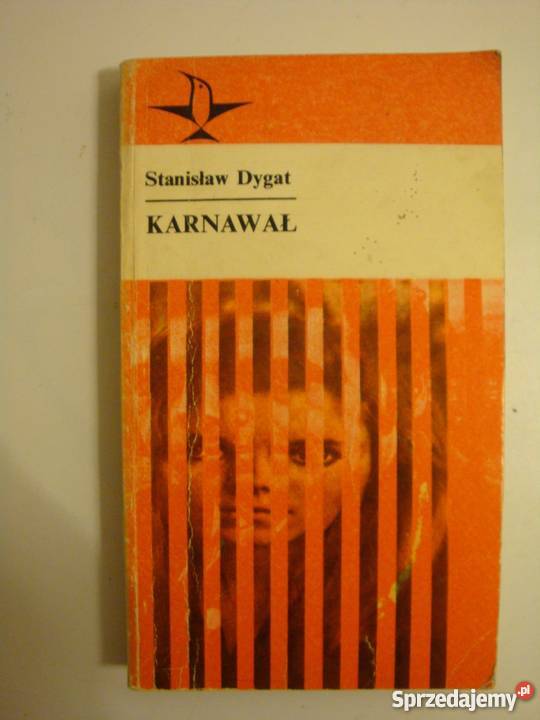 Stanisław Dygat
KARNAWAŁ
Sprzedajemy.pl